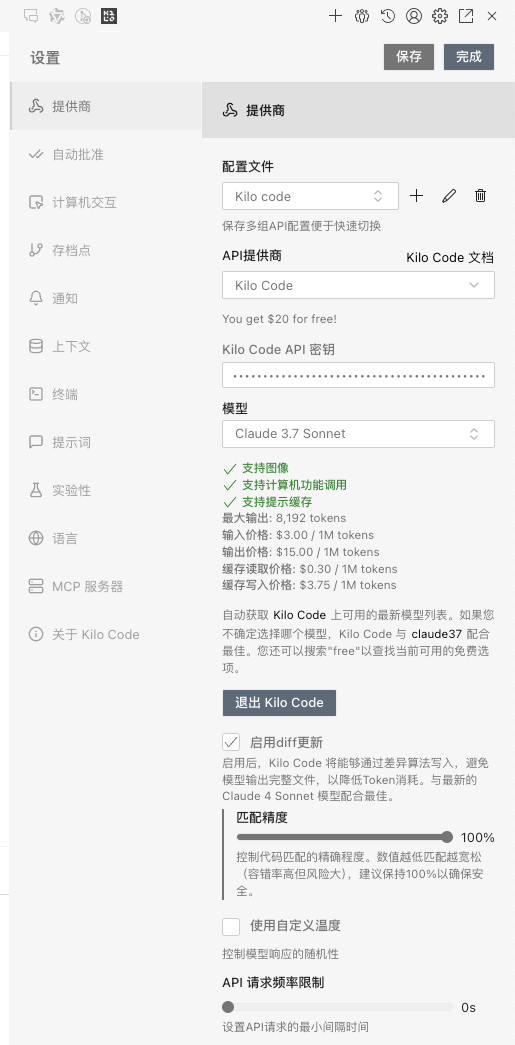 KILO
设置
保存
完成
提供商
自动批准
计算机交互
存档点
通知
上下文
终端
提示词
实验性
语言
MCP 服务器
关于 Kilo Code
提供商
配置文件
Kilo code
保存多组API配置便于快速切换
API提供商
Kilo Code 文档
Kilo Code
You get $20 for free!
Kilo Code API 密钥
模型
Claude 3.7 Sonnet
支持图像
支持计算机功能调用
支持提示缓存
最大输出: 8,192 tokens
输入价格: $3.00 / 1M tokens
输出价格: $15.00 / 1M tokens
缓存读取价格: $0.30 / 1M tokens
缓存写入价格: $3.75 / 1M tokens
自动获取 Kilo Code 上可用的最新模型列表。如果您
不确定选择哪个模型，Kilo Code 与 claude37 配合
最佳。您还可以搜索"free"以查找当前可用的免费选
项。
退出 Kilo Code
启用diff更新
启用后，Kilo Code 将能够通过差异算法写入，避免
模型输出完整文件，以降低Token消耗。与最新的
Claude 4 Sonnet 模型配合最佳。
匹配精度
100%
控制代码匹配的精确程度。数值越低匹配越宽松
（容错率高但风险大），建议保持100%以确保安
全。
使用自定义温度
控制模型响应的随机性
API 请求频率限制
0s
设置API请求的最小间隔时间